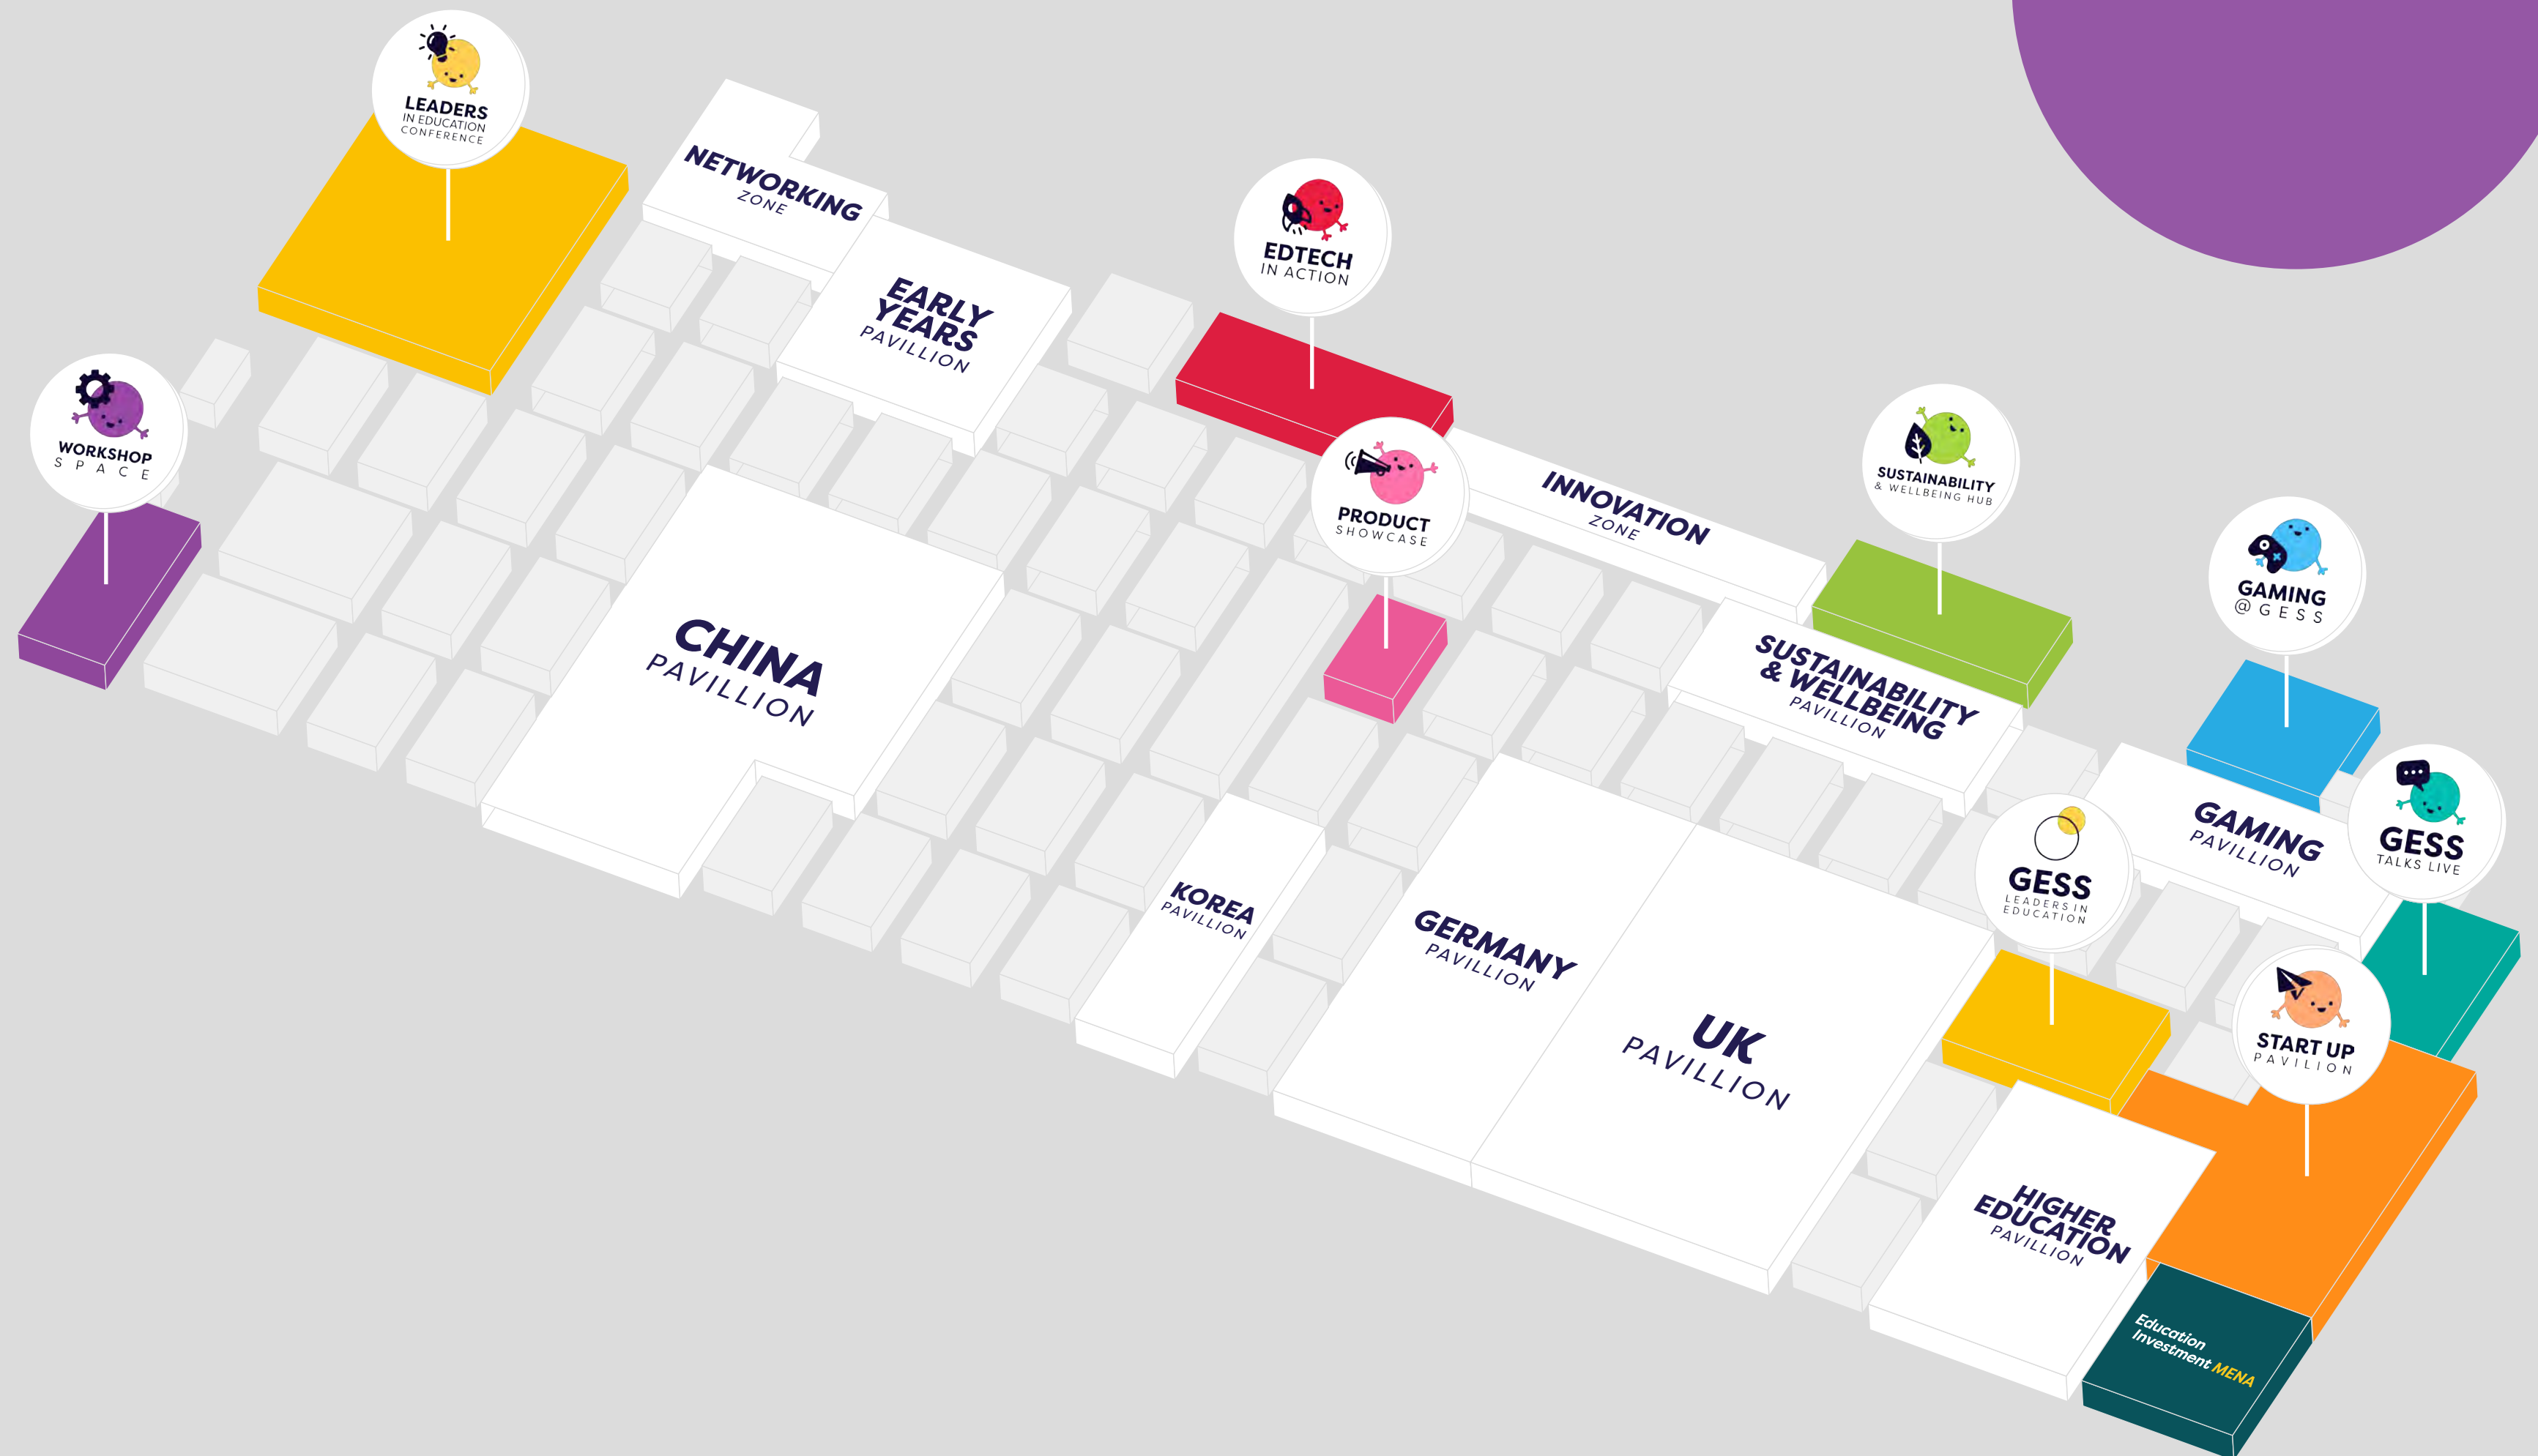 LEADERS
IN EDUCATION
CONFERENCE
NETWORKING
ZONE
EARLY
YEARS
PAVILLION
EDTECH
IN ACTION
WORKSHOP
SPACE
PRODUCT
SHOWCASE
INNOVATION
ZONE
SUSTAINABILITY
& WELLBEING HUB
GAMING
@GESS
CHINA
PAVILLION
SUSTAINABILITY
& WELLBEING
PAVILLION
GAMING
PAVILLION
GESS
TALKS LIVE
GESS
LEADERS IN
EDUCATION
KOREA
PAVILLION
GERMANY
PAVILLION
UK
PAVILLION
START UP
PAVILION
HIGHER
EDUCATION
PAVILLION
Education
Investment MENA